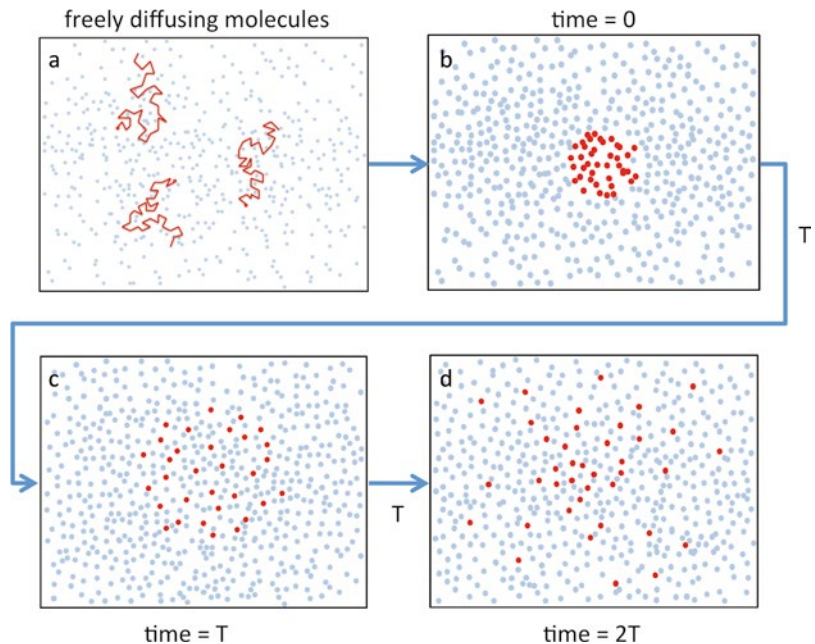 freely diffusing molecules
time = 0
a
b
T
c
d
T
time = T
time = 2T